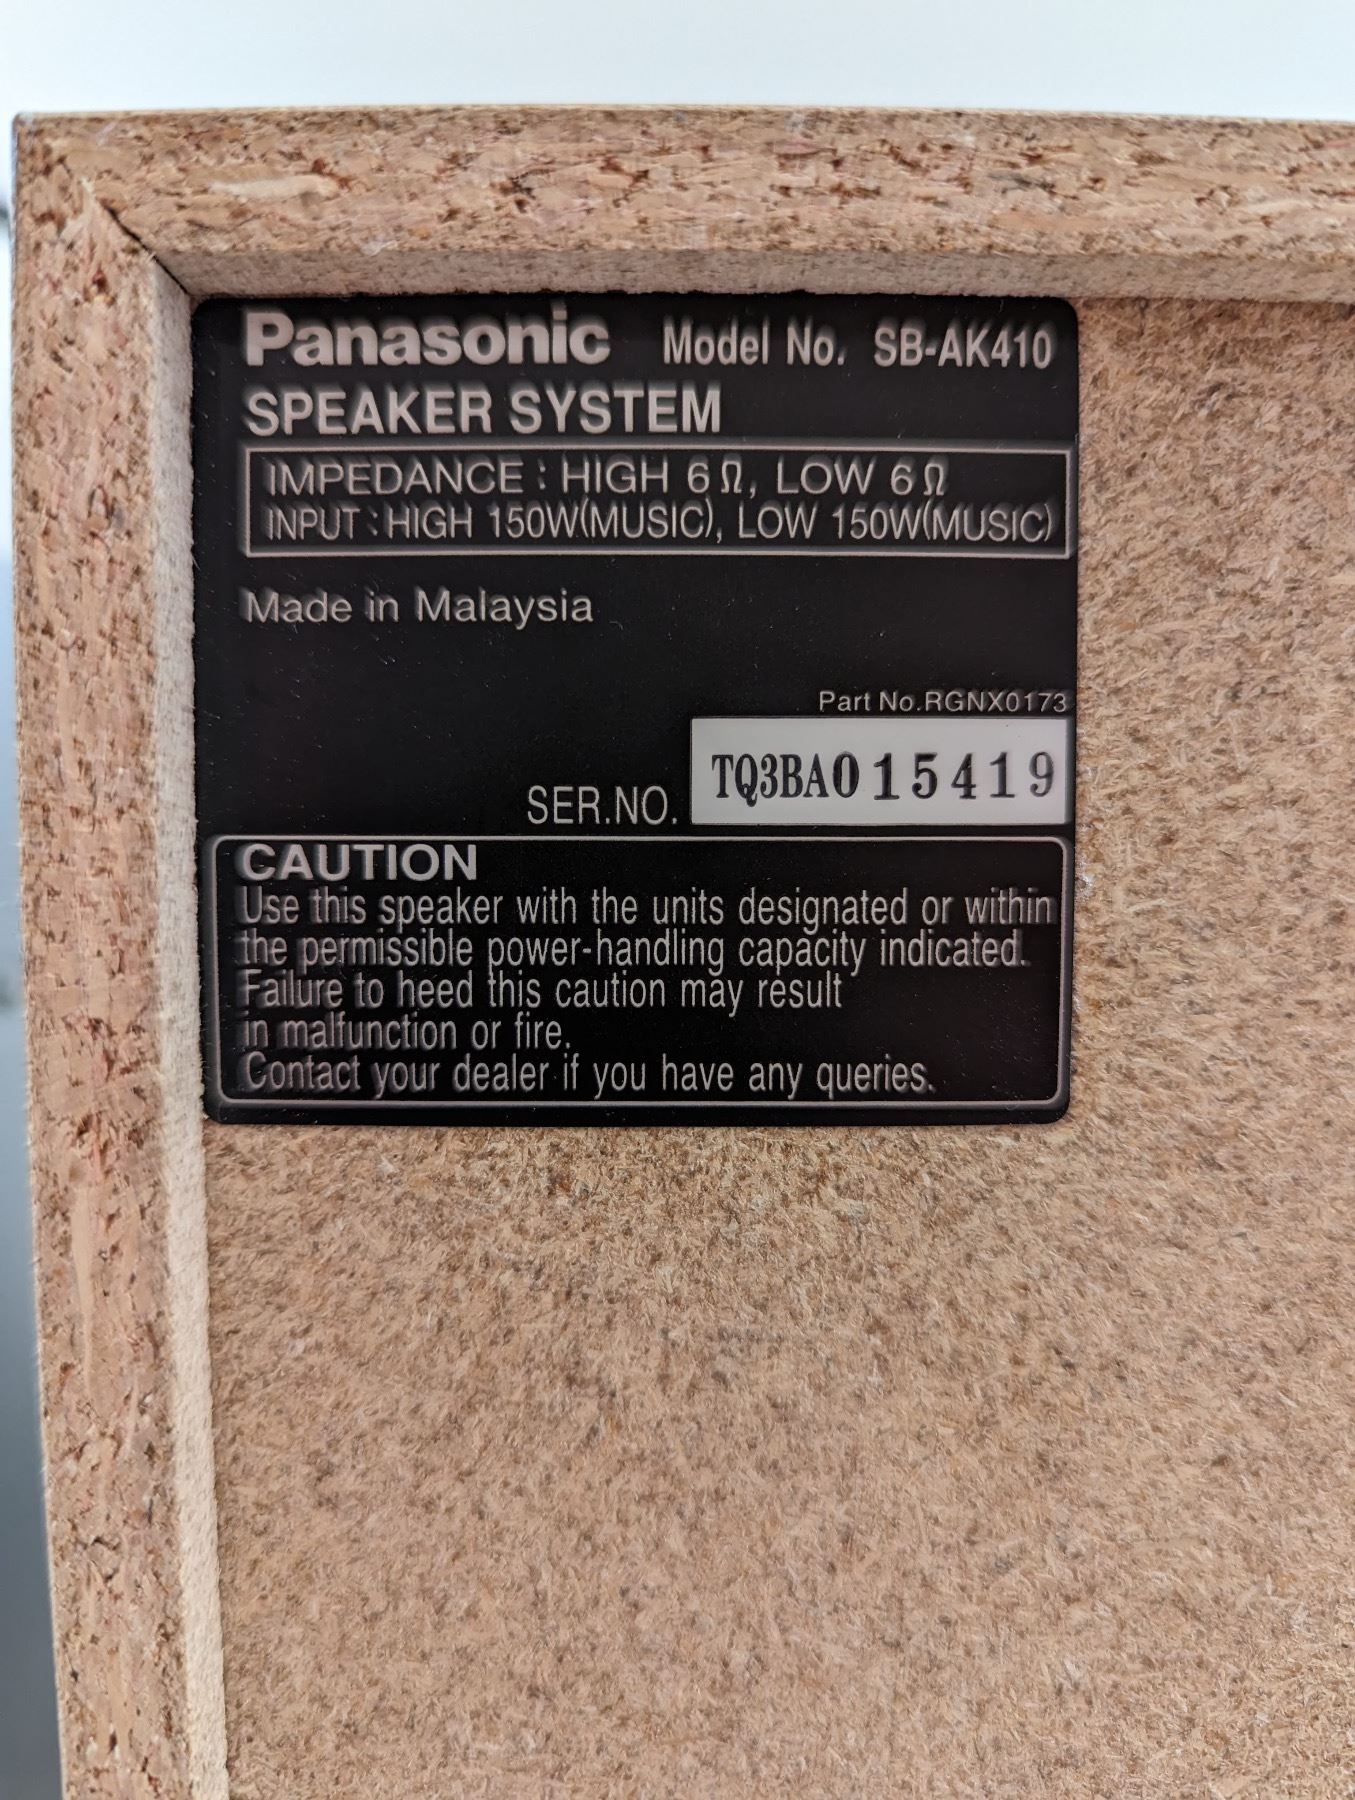 Panasonic Model No. SB-AK410
SPEAKER SYSTEM
IMPEDANCE : HIGH 6 Ω, LOW 6 Ω
INPUT : HIGH 150W(MUSIC), LOW 150W(MUSIC)
Made in Malaysia
Part No.RGNX0173
SER.NO. TQ3BA015419
CAUTION
Use this speaker with the units designated or within
the permissible power-handling capacity indicated.
Failure to heed this caution may result
in malfunction or fire.
Contact your dealer if you have any queries.